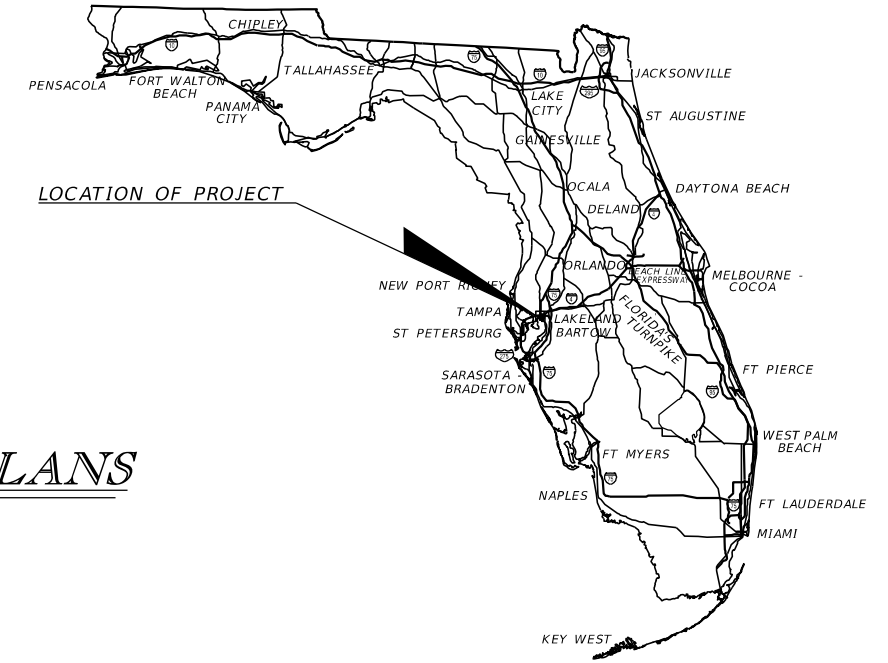 CHIPLEY
PENSACOLA
FORT WALTON
BEACH
PANAMA
CITY
TALLAHASSEE
JACKSONVILLE
LAKE
CITY
ST AUGUSTINE
GAINESVILLE
LOCATION OF PROJECT
OCALA
DAYTONA BEACH
DELAND
ORLANDO
BEACH LINE
EXPRESSWAY
MELBOURNE -
COCOA
NEW PORT RICHEY
TAMPA
ST PETERSBURG
LAKELAND
BARTOW
FLORIDA'S
TURNPIKE
SARASOTA -
BRADENTON
FT PIERCE
WEST PALM
BEACH
LANS
FT MYERS
NAPLES
FT LAUDERDALE
MIAMI
KEY WEST